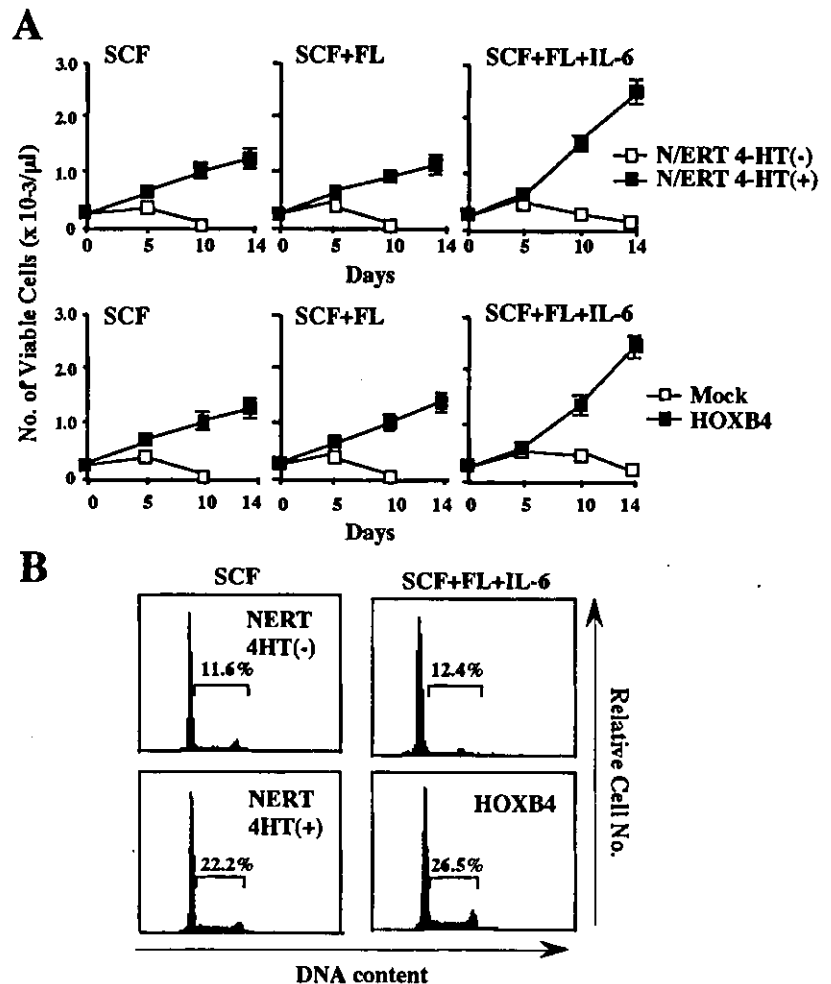 A
SCF
SCF+FL
SCF+FL+IL-6
No. of Viable Cells (x 10-3/µl)
3.0
2.0
1.0
0
0 5 10 14
0 5 10 14
0 5 10 14
Days
N/ERT 4-HT(-)
N/ERT 4-HT(+)
SCF
SCF+FL
SCF+FL+IL-6
3.0
2.0
1.0
0
0 5 10 14
0 5 10 14
0 5 10 14
Days
Mock
HOXB4
B
SCF
SCF+FL+IL-6
NERT
4HT(-)
11.6%
12.4%
NERT
4HT(+)
22.2%
HOXB4
26.5%
Relative Cell No.
DNA content